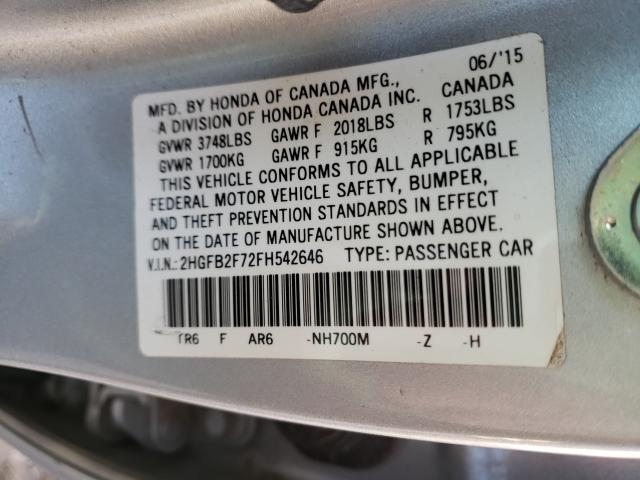 06/'15
MFD. BY HONDA OF CANADA MFG., CANADA
A DIVISION OF HONDA CANADA INC.
GVWR 3748LBS GAWR F 2018LBS R 1753LBS
GVWR 1700KG GAWR F 915KG R 795KG
THIS VEHICLE CONFORMS TO ALL APPLICABLE
FEDERAL MOTOR VEHICLE SAFETY, BUMPER,
AND THEFT PREVENTION STANDARDS IN EFFECT
ON THE DATE OF MANUFACTURE SHOWN ABOVE.
V.I.N.:2HGFB2F72FH542646 TYPE: PASSENGER CAR
TR6 F AR6 -NH700M -Z -H